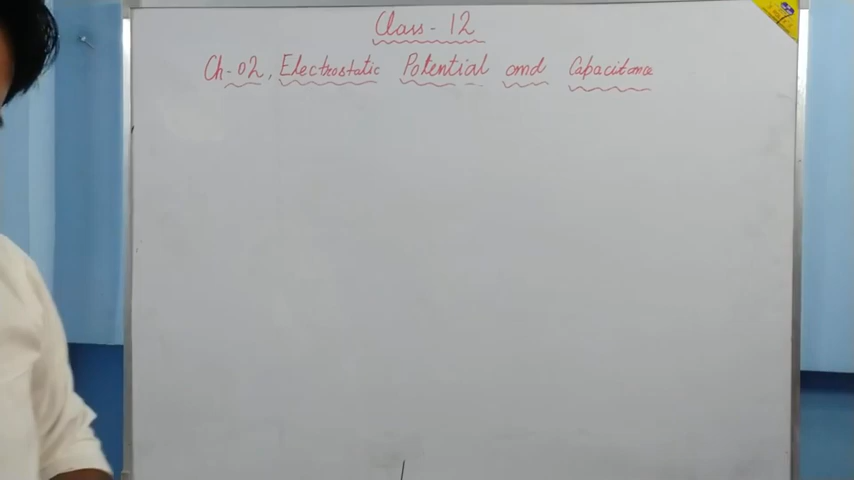 Class - 12
Ch-02, Electrostatic Potential and Capacitance